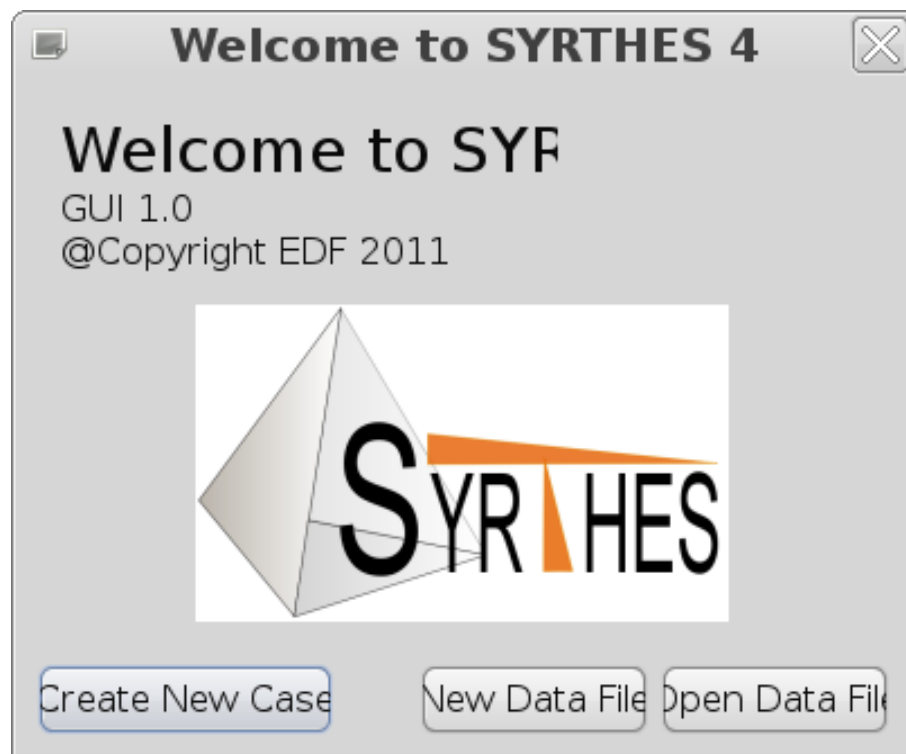 Welcome to SYRTHES 4
Welcome to SYR
GUI 1.0
@Copyright EDF 2011
SYRTHES
Create New Case
New Data File
Open Data File